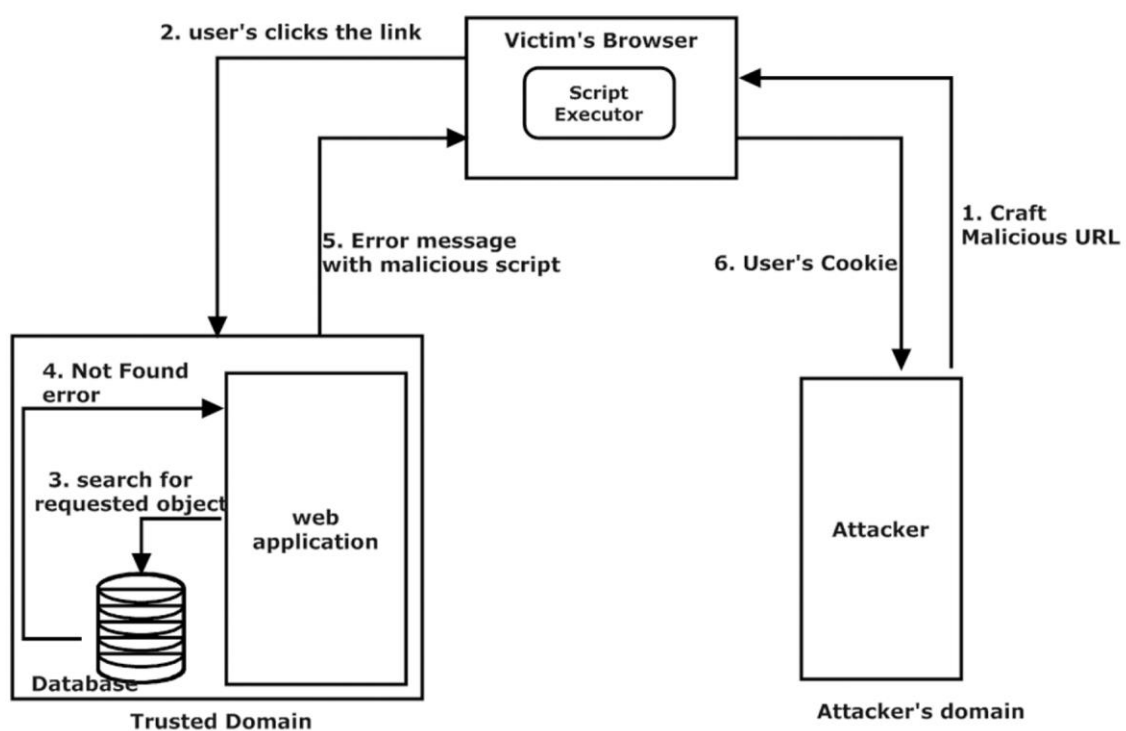 2. user's clicks the link
Victim's Browser
Script
Executor
1. Craft
Malicious URL
5. Error message
with malicious script
6. User's Cookie
4. Not Found
error
3. search for
requested object
web
application
Database
Trusted Domain
Attacker
Attacker's domain